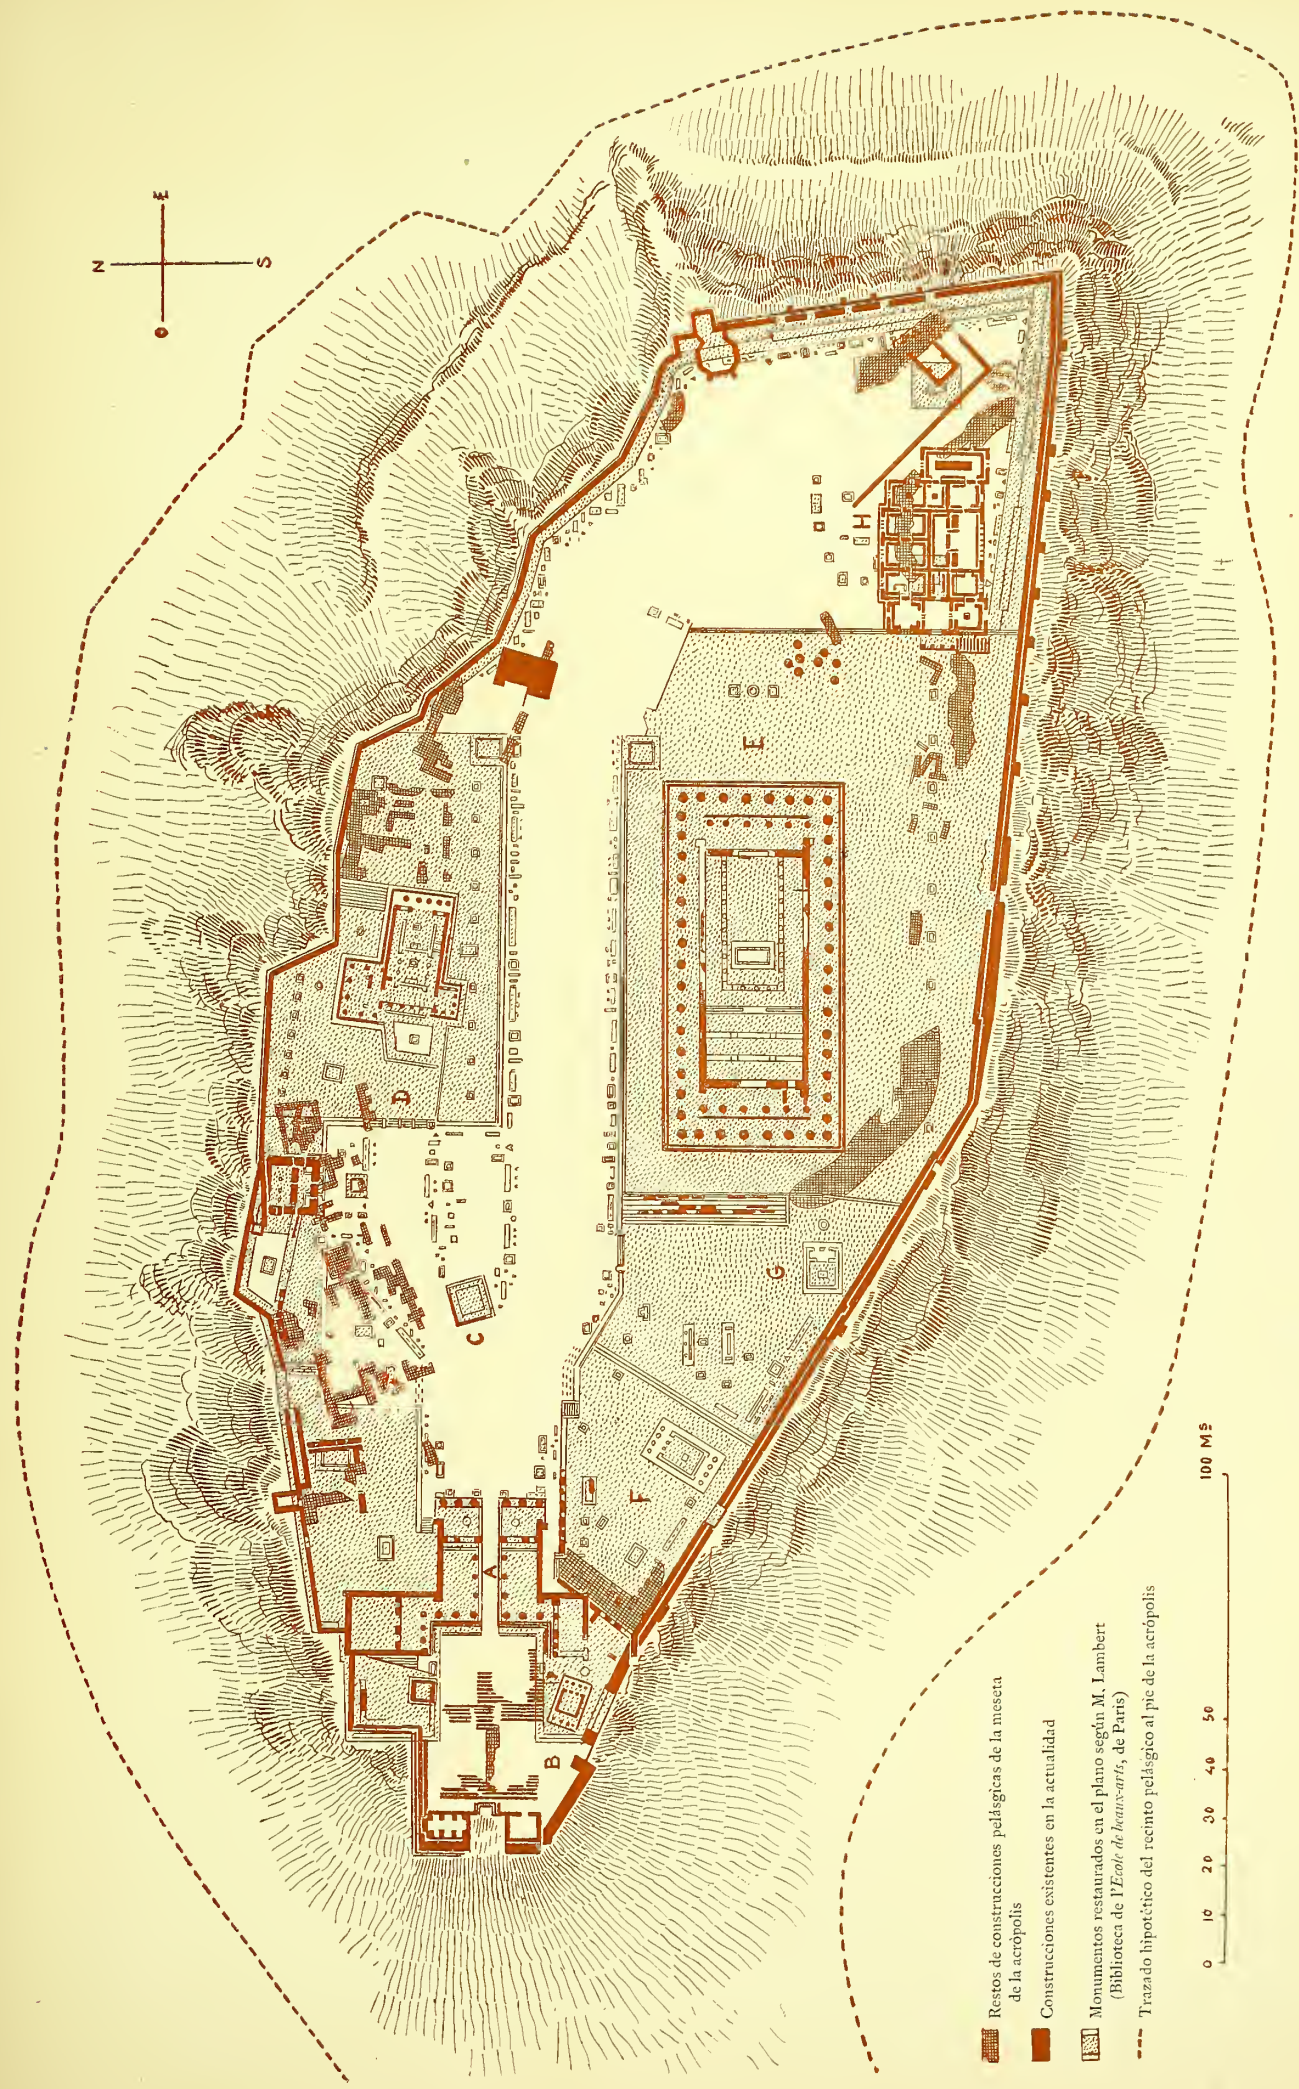 N
E
S
O
H
E
D
G
C
F
A
B
Restos de construcciones pelásgicas de la meseta
de la acrópolis
Construcciones existentes en la actualidad
Monumentos restaurados en el plano según M. Lambert
(Biblioteca de l'Ecole de beaux-arts, de Paris)
Trazado hipotético del recinto pelásgico al pie de la acrópolis
0 10 20 30 40 50 100 MS